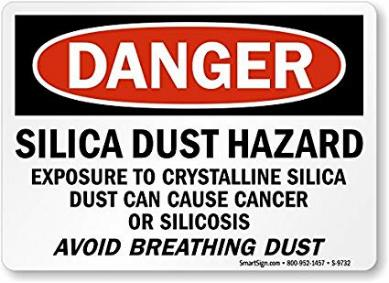 DANGER
SILICA DUST HAZARD
EXPOSURE TO CRYSTALLINE SILICA
DUST CAN CAUSE CANCER
OR SILICOSIS
AVOID BREATHING DUST
SmartSign.com • 800-952-1457 • S-9732